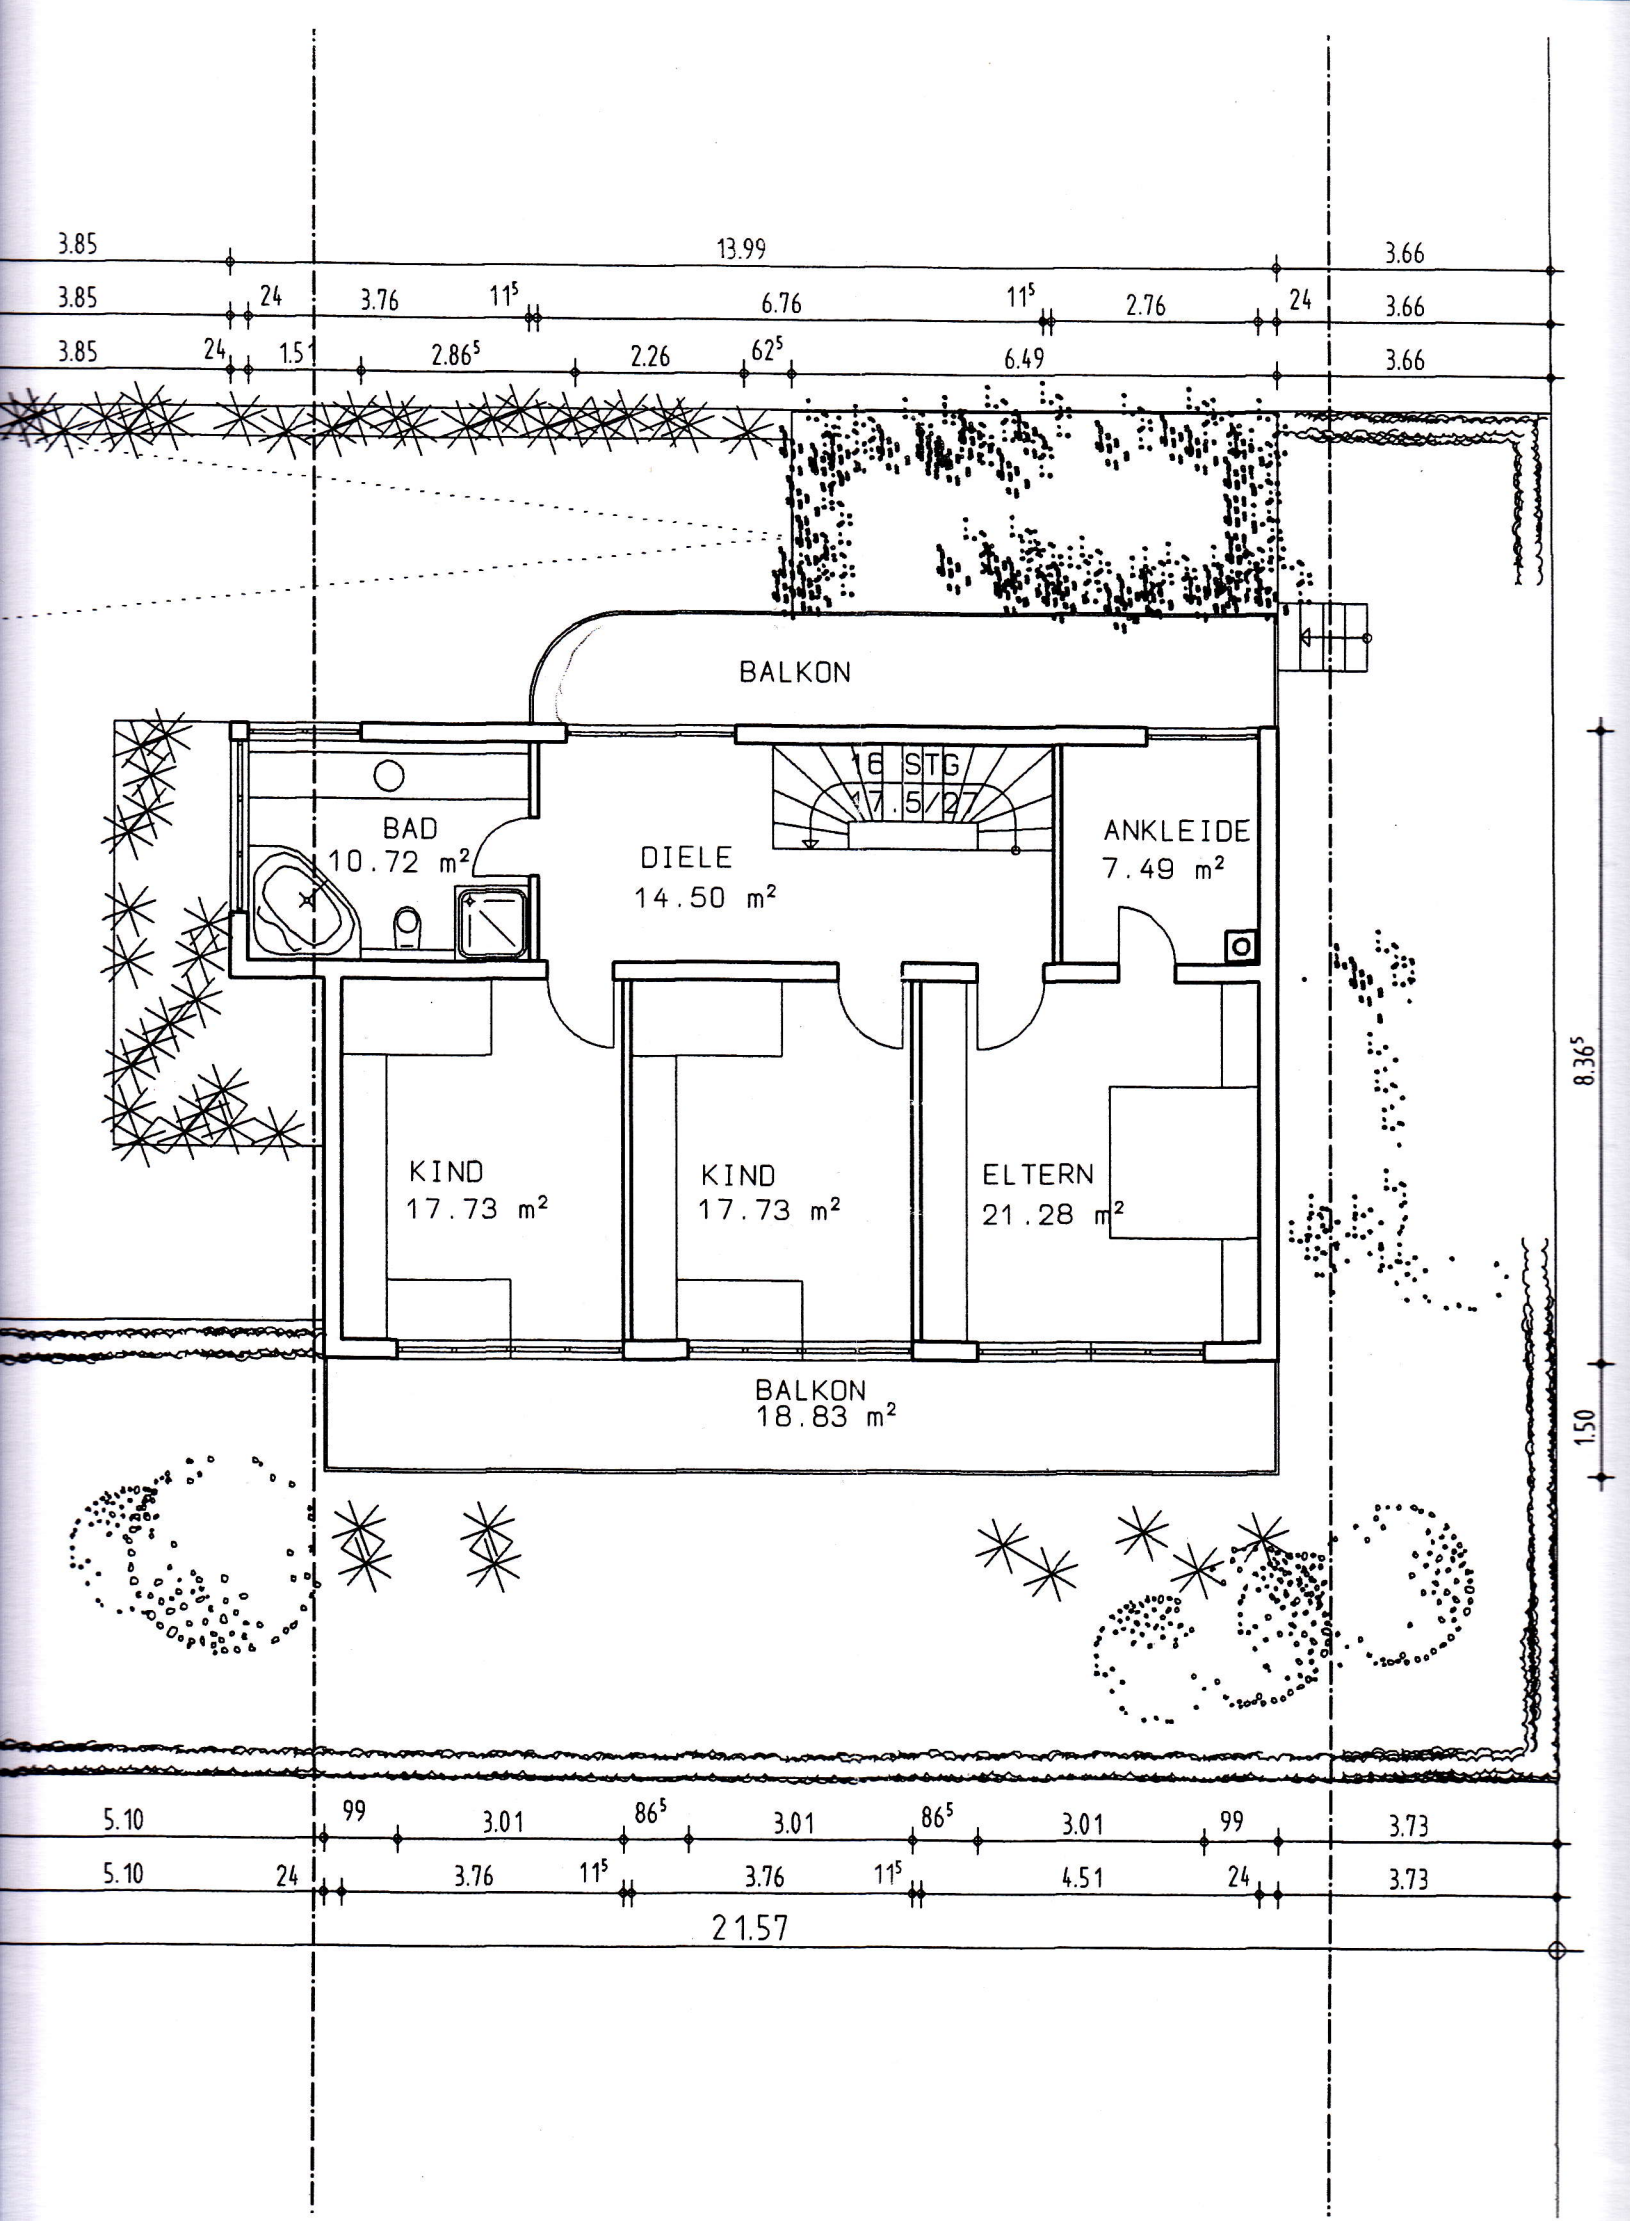 3.85 13.99 3.66
3.85 24 3.76 11⁵ 6.76 11⁵ 2.76 24 3.66
3.85 24 1.51 2.86⁵ 2.26 62⁵ 6.49 3.66
BALKON
16 STG
17.5/27
BAD
10.72 m²
DIELE
14.50 m²
ANKLEIDE
7.49 m²
8.36⁵
KIND
17.73 m²
KIND
17.73 m²
ELTERN
21.28 m²
BALKON
18.83 m²
1.50
5.10 99 3.01 86⁵ 3.01 86⁵ 3.01 99 3.73
5.10 24 3.76 11⁵ 3.76 11⁵ 4.51 24 3.73
21.57